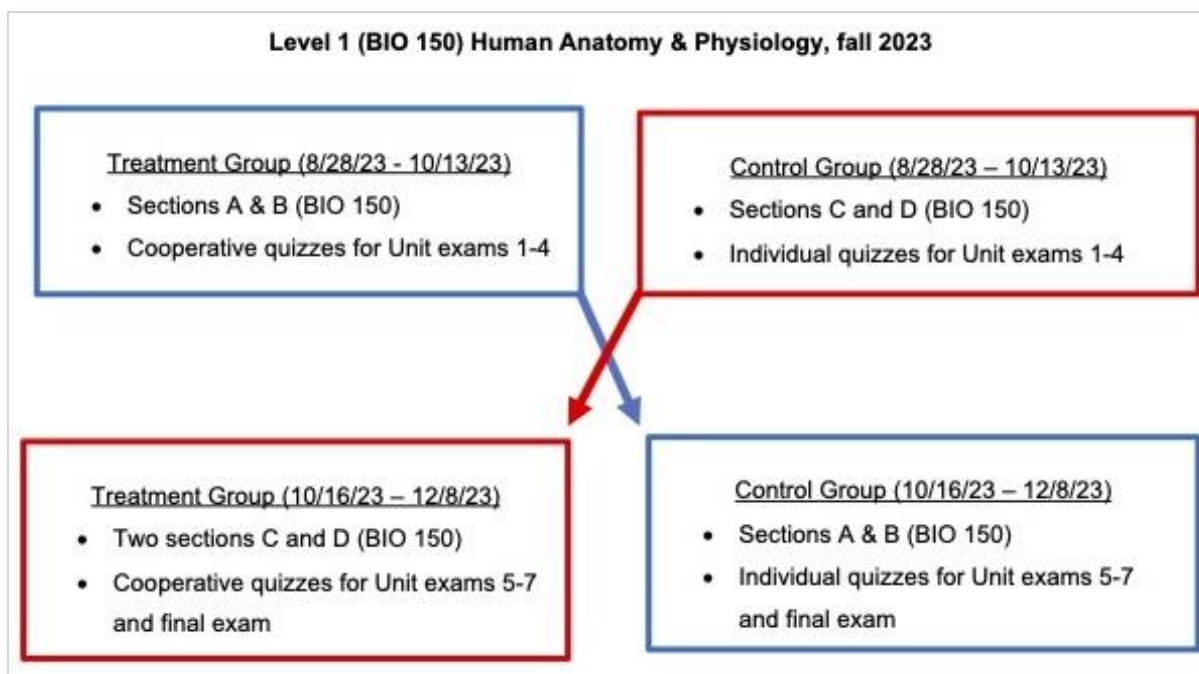 Level 1 (BIO 150) Human Anatomy & Physiology, fall 2023
Treatment Group (8/28/23 - 10/13/23)
• Sections A & B (BIO 150)
• Cooperative quizzes for Unit exams 1-4
Control Group (8/28/23 – 10/13/23)
• Sections C and D (BIO 150)
• Individual quizzes for Unit exams 1-4
Treatment Group (10/16/23 – 12/8/23)
• Two sections C and D (BIO 150)
• Cooperative quizzes for Unit exams 5-7
and final exam
Control Group (10/16/23 – 12/8/23)
• Sections A & B (BIO 150)
• Individual quizzes for Unit exams 5-7
and final exam